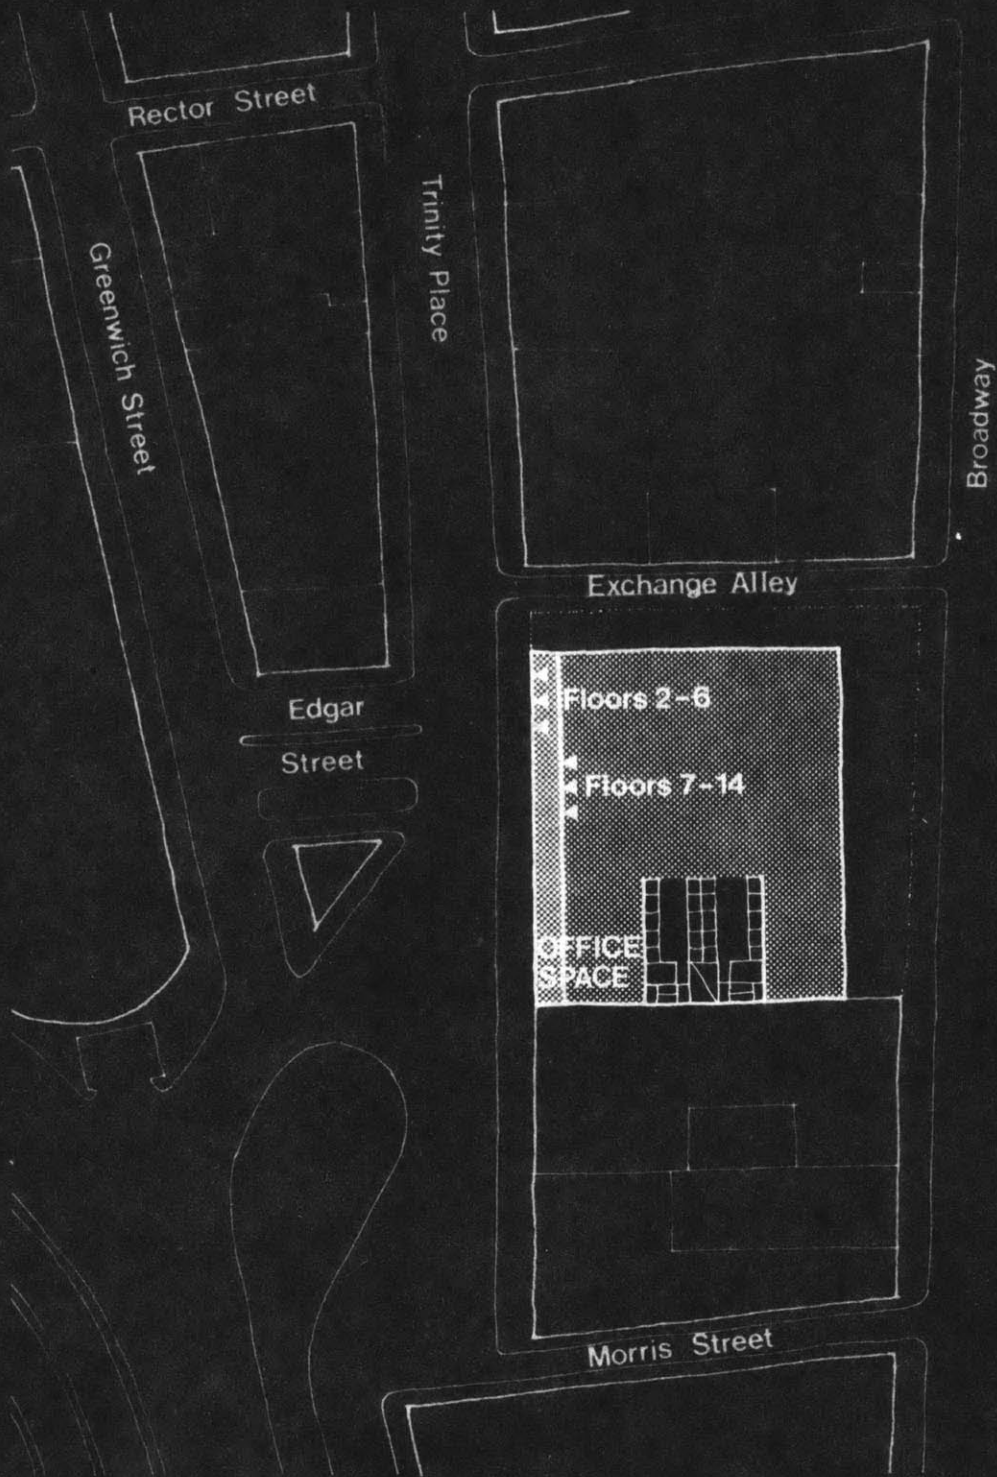 Rector Street
Trinity Place
Greenwich Street
Broadway
Exchange Alley
Edgar
Street
Floors 2-6
Floors 7-14
OFFICE
SPACE
Morris Street